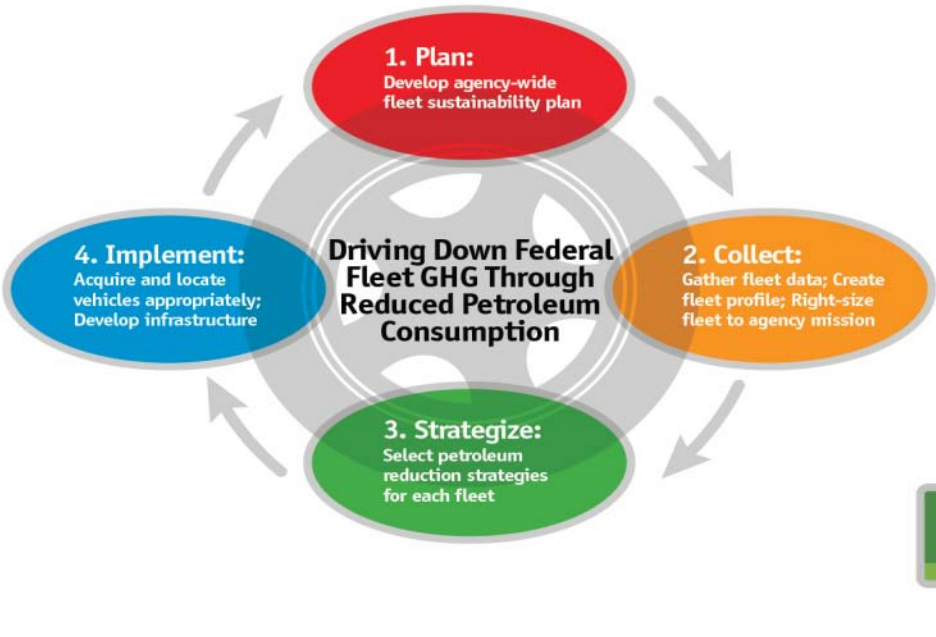 1. Plan:
Develop agency-wide
fleet sustainability plan
Driving Down Federal
Fleet GHG Through
Reduced Petroleum
Consumption
2. Collect:
Gather fleet data; Create
fleet profile; Right-size
fleet to agency mission
3. Strategize:
Select petroleum
reduction strategies
for each fleet
4. Implement:
Acquire and locate
vehicles appropriately;
Develop infrastructure